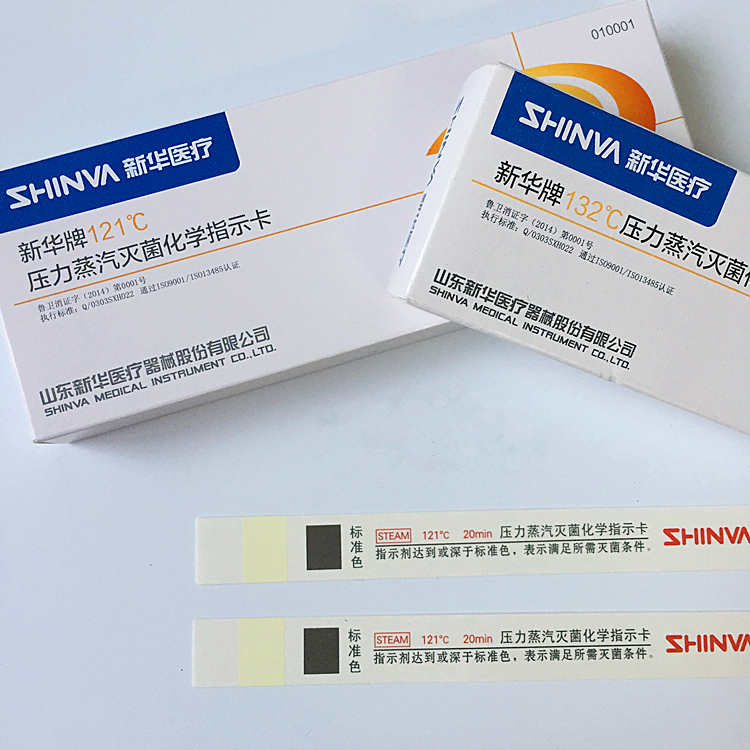 010001
SHINVA 新华医疗
新华牌121℃
压力蒸汽灭菌化学指示卡
鲁卫消证字（2014）第0001号
执行标准：Q/0303SXH022 通过ISO9001/ISO13485认证
山东新华医疗器械股份有限公司
SHINVA MEDICAL INSTRUMENT CO.,LTD.
SHINVA 新华医疗
新华牌132℃压力蒸汽灭菌
鲁卫消证字（2014）第0001号
执行标准：Q/0303SXH022 通过ISO9001/ISO13485认证
山东新华医疗器械股份有限公司
SHINVA MEDICAL INSTRUMENT CO.,LTD.
标准色
STEAM 121℃ 20min 压力蒸汽灭菌化学指示卡
指示剂达到或深于标准色，表示满足所需灭菌条件。
SHINVA
标准色
STEAM 121℃ 20min 压力蒸汽灭菌化学指示卡
指示剂达到或深于标准色，表示满足所需灭菌条件。
SHINVA